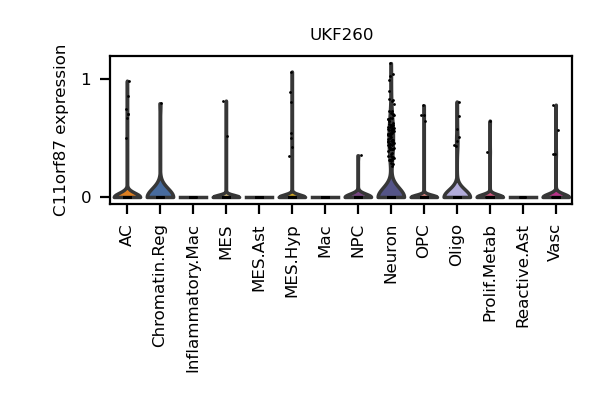 UKF260
C11orf87 expression
1
0
AC
Chromatin.Reg
Inflammatory.Mac
MES
MES.Ast
MES.Hyp
Mac
NPC
Neuron
OPC
Oligo
Prolif.Metab
Reactive.Ast
Vasc